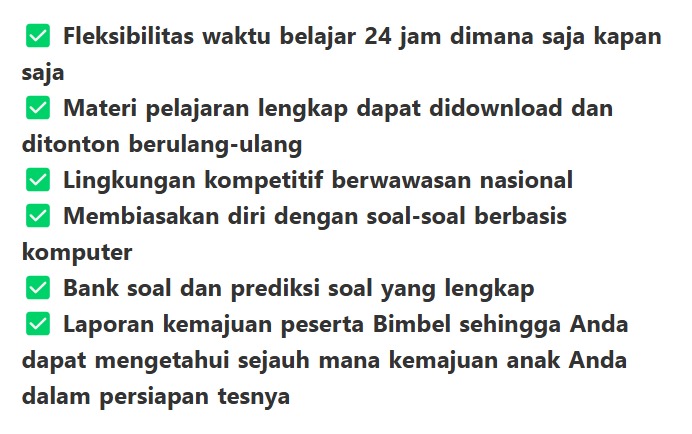 ✅ Fleksibilitas waktu belajar 24 jam dimana saja kapan
saja
✅ Materi pelajaran lengkap dapat didownload dan
ditonton berulang-ulang
✅ Lingkungan kompetitif berwawasan nasional
✅ Membiasakan diri dengan soal-soal berbasis
komputer
✅ Bank soal dan prediksi soal yang lengkap
✅ Laporan kemajuan peserta Bimbel sehingga Anda
dapat mengetahui sejauh mana kemajuan anak Anda
dalam persiapan tesnya